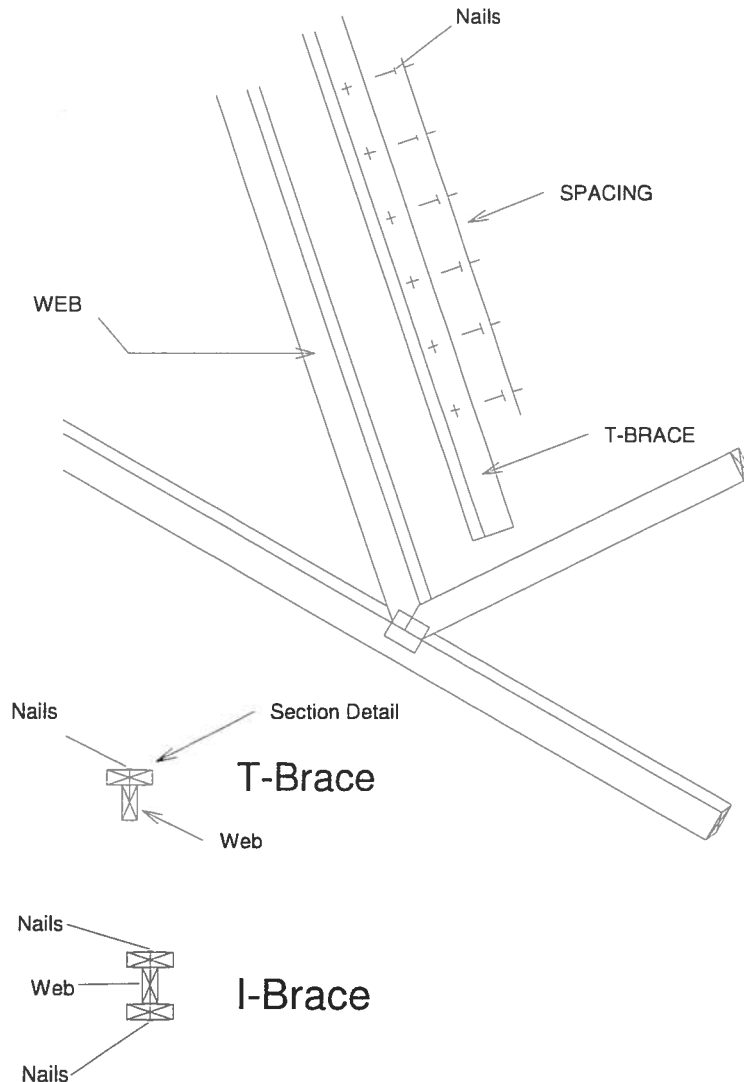 Nails
SPACING
WEB
T-BRACE
Nails
Section Detail
T-Brace
Web
Nails
Web
I-Brace
Nails